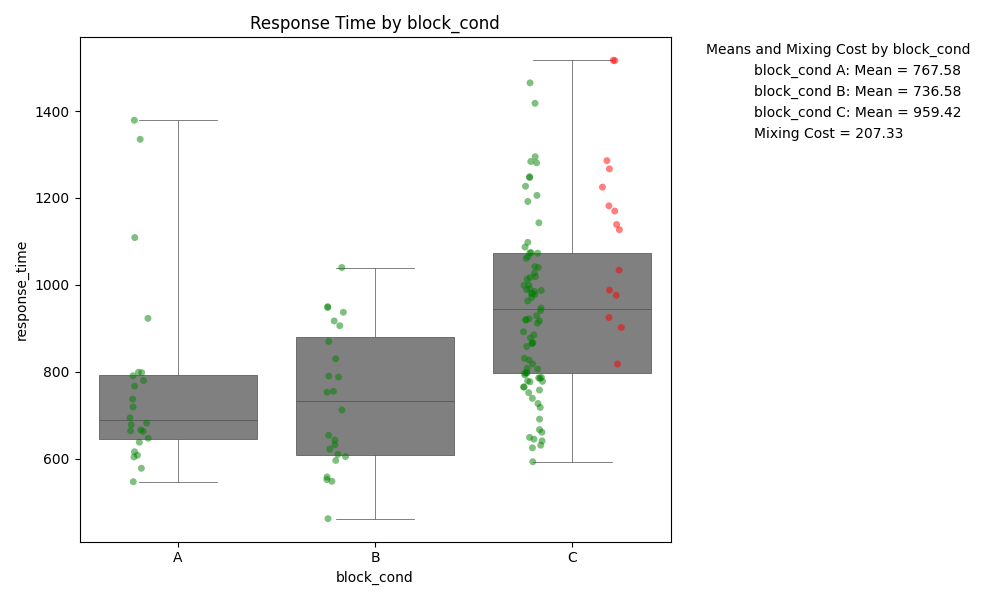 Response Time by block_cond
Means and Mixing Cost by block_cond
block_cond A: Mean = 767.58
block_cond B: Mean = 736.58
block_cond C: Mean = 959.42
Mixing Cost = 207.33
response_time
1400
1200
1000
800
600
A
B
C
block_cond